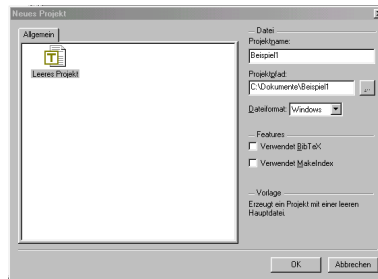 Neues Projekt
Allgemein
Leeres Projekt
Datei
Projektname:
Beispiel1
Projektpfad:
C:\Dokumente\Beispiel1
...
Dateiformat: Windows
Features
Verwendet BibTeX
Verwendet MakeIndex
Vorlage
Erzeugt ein Projekt mit einer leeren
Hauptdatei.
OK Abbrechen